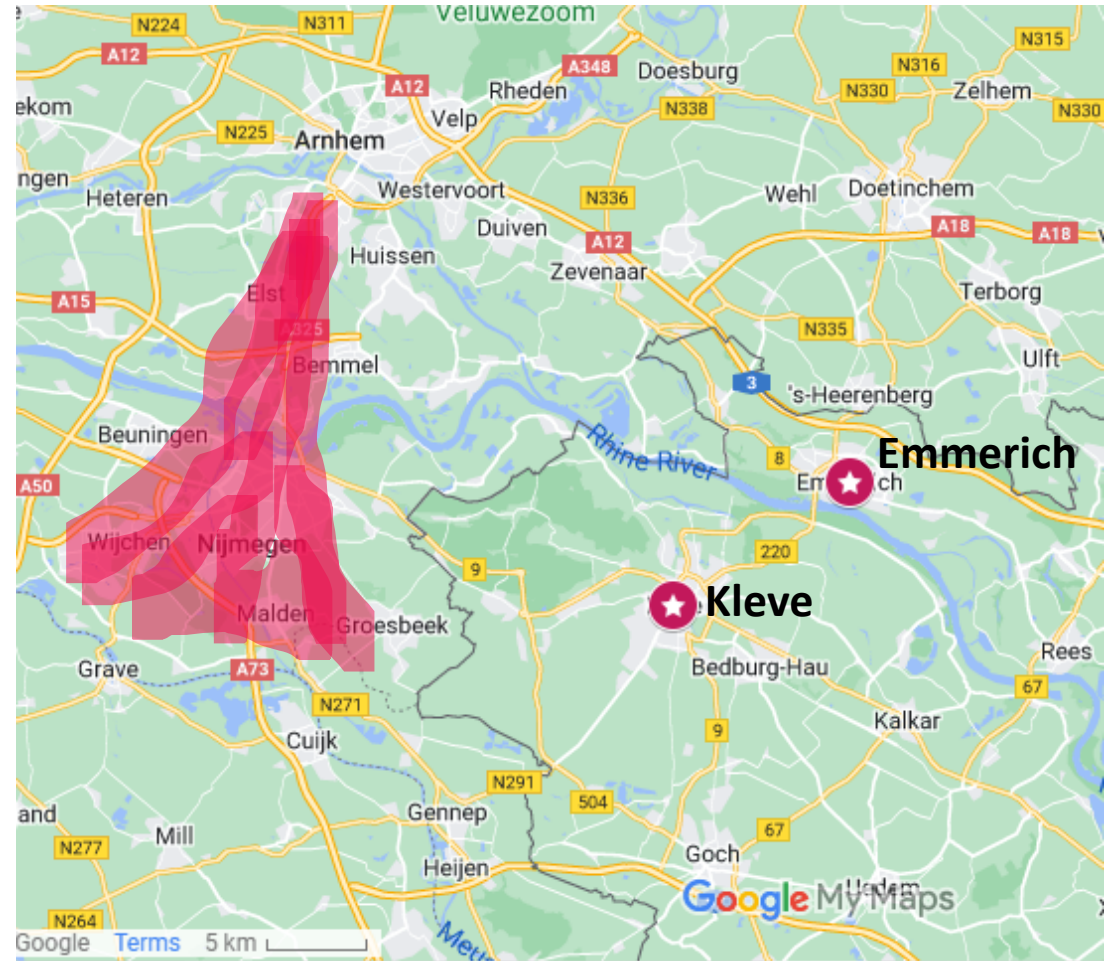 Veluwezoom
N224
N311
N315
A12
N316
A348
Doesburg
A12
Rheden
N330
Zelhem
ekom
N338
N330
Velp
N225
Arnhem
ngen
Westervoort
Wehl
Doetinchem
Heteren
N336
Duiven
A18
A18
Huissen
A12
Zevenaar
Elst
Terborg
A15
A325
N335
Bemmel
Ulft
3
's-Heerenberg
Beuningen
Rhine River
Emmerich
8
A50
Em ch
Wijchen
Nijmegen
220
9
Kleve
Malden
Groesbeek
Rees
Grave
A73
Bedburg-Hau
67
N271
Kalkar
9
Cuijk
N291
504
and
Gennep
67
Mill
N277
Goch
Heijen
Uedem
Google My Maps
N264
Google Terms 5 km
Meus